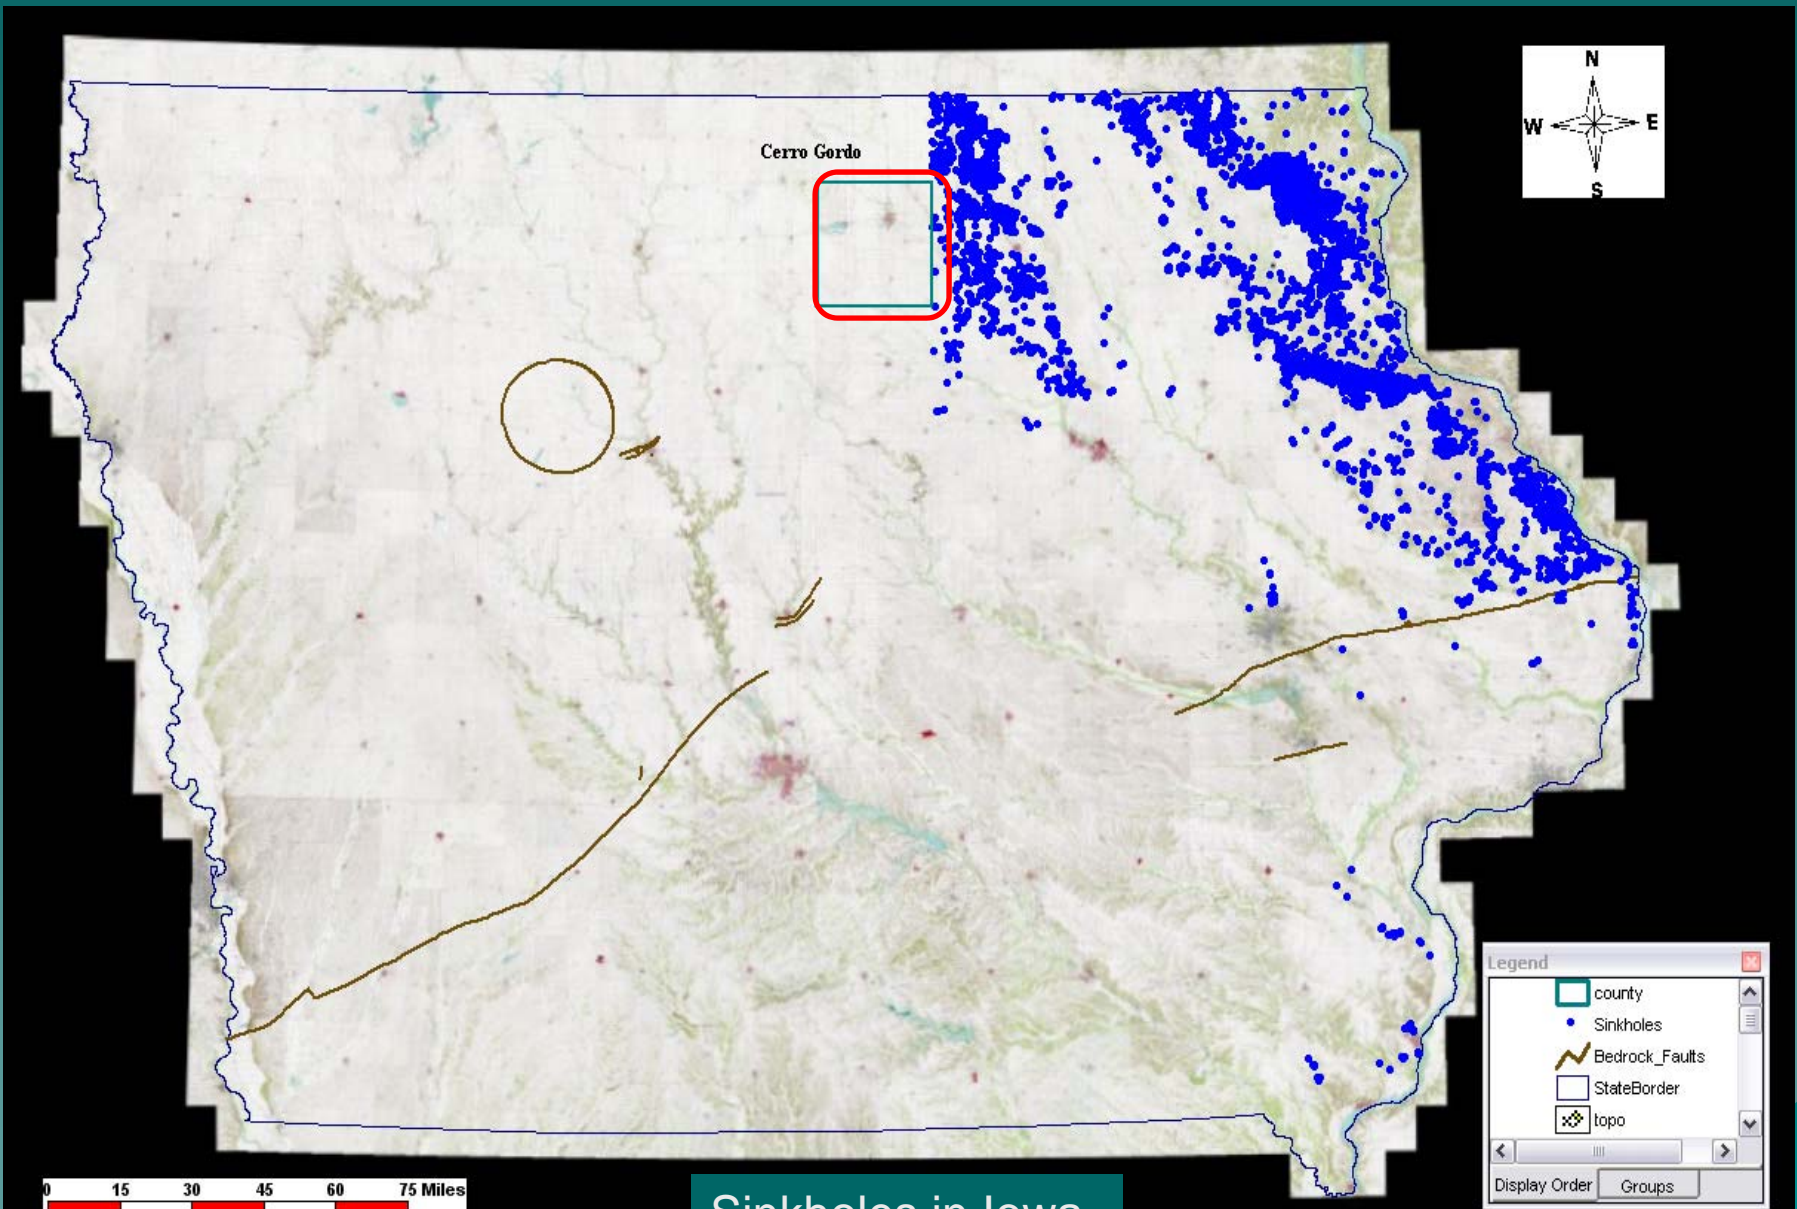 N
W E
S
Cerro Gordo
Legend
county
Sinkholes
Bedrock_Faults
StateBorder
topo
Display Order Groups
0 15 30 45 60 75 Miles
Sinkholes in Iowa